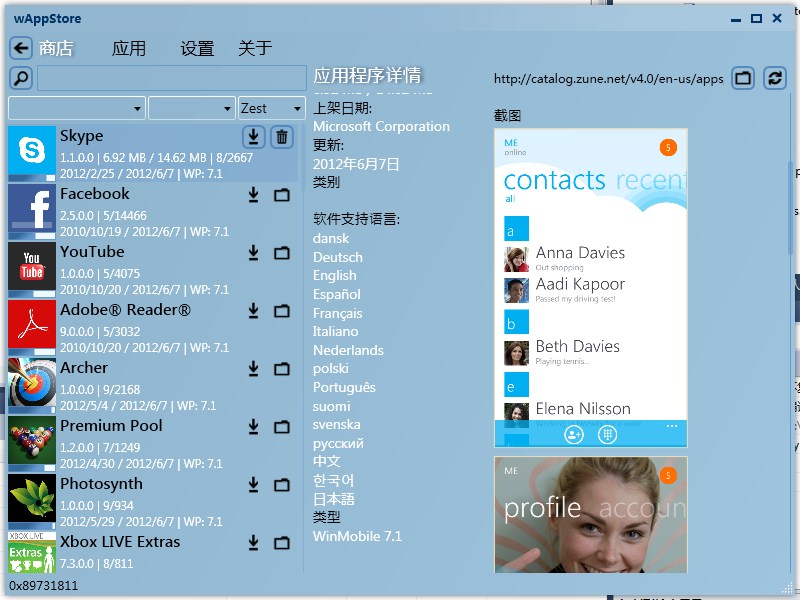 wAppStore
商店
应用
设置
关于
应用程序详情
http://catalog.zune.net/v4.0/en-us/apps
Zest
Skype
1.1.0.0 | 6.92 MB / 14.62 MB | 8/2667
2012/2/25 / 2012/6/7 | WP: 7.1
Facebook
2.5.0.0 | 5/14466
2010/10/19 / 2012/6/7 | WP: 7.1
You
Tube
YouTube
1.0.0.0 | 5/4075
2010/10/20 / 2012/6/7 | WP: 7.1
Adobe® Reader®
9.0.0.0 | 5/3032
2010/10/20 / 2012/6/7 | WP: 7.1
Archer
1.0.0.0 | 9/2168
2012/5/4 / 2012/6/7 | WP: 7.1
Premium Pool
1.2.0.0 | 7/1249
2012/4/30 / 2012/6/7 | WP: 7.1
Photosynth
1.0.0.0 | 9/934
2012/5/29 / 2012/6/7 | WP: 7.1
XBOX LIVE
Extras
Xbox LIVE Extras
7.3.0.0 | 8/811
0x89731811
上架日期:
Microsoft Corporation
更新:
2012年6月7日
类别
软件支持语言:
dansk
Deutsch
English
Español
Français
Italiano
Nederlands
polski
Português
suomi
svenska
русский
中文
한국어
日本語
类型
WinMobile 7.1
截图
ME
online
5
contacts recent
all
a
Anna Davies
Out shopping
Aadi Kapoor
Passed my driving test!!
b
Beth Davies
Playing tennis...
e
Elena Nilsson
ME
5
profile accoun